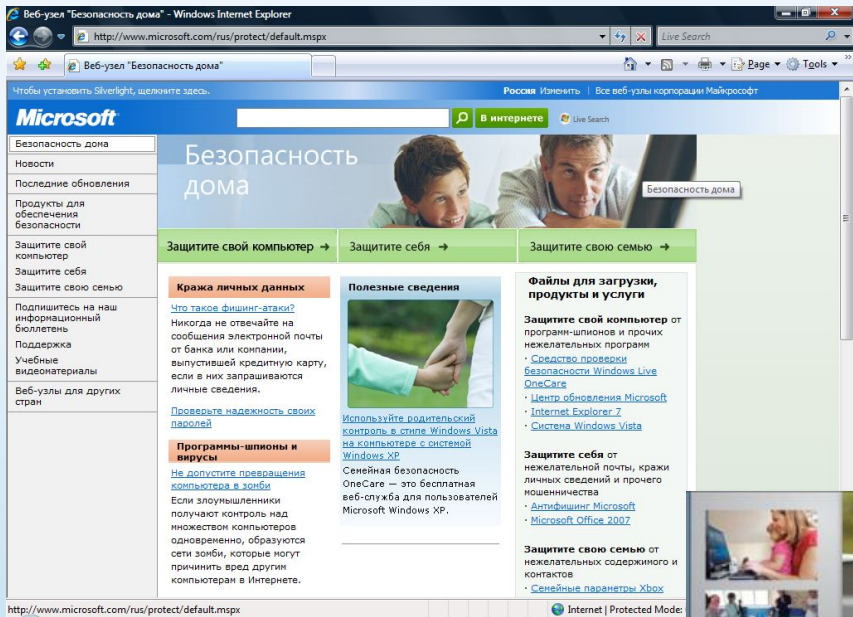 Веб-узел "Безопасность дома" - Windows Internet Explorer
http://www.microsoft.com/rus/protect/default.mspx
Live Search
Веб-узел "Безопасность дома"
Page
Tools
Чтобы установить Silverlight, щелкните здесь.
Россия Изменить | Все веб-узлы корпорации Майкрософт
Microsoft
В интернете
Live Search
Безопасность дома
Новости
Последние обновления
Продукты для
обеспечения
безопасности
Защитите свой
компьютер
Защитите себя
Защитите свою семью
Подпишитесь на наш
информационный
бюллетень
Поддержка
Учебные
видеоматериалы
Веб-узлы для других
стран
Безопасность
дома
Безопасность дома
Защитите свой компьютер →
Защитите себя →
Защитите свою семью →
Кража личных данных
Что такое фишинг-атаки?
Никогда не отвечайте на
сообщения электронной почты
от банка или компании,
выпустившей кредитную карту,
если в них запрашиваются
личные сведения.
Проверьте надежность своих
паролей
Программы-шпионы и
вирусы
Не допустите превращения
компьютера в зомби
Если злоумышленники
получают контроль над
множеством компьютеров
одновременно, образуются
сети зомби, которые могут
причинить вред другим
компьютерам в Интернете.
Полезные сведения
Используйте родительский
контроль в стиле Windows Vista
на компьютере с системой
Windows XP
Семейная безопасность
OneCare — это бесплатная
веб-служба для пользователей
Microsoft Windows XP.
Файлы для загрузки,
продукты и услуги
Защитите свой компьютер от
программ-шпионов и прочих
нежелательных программ
· Средство проверки
безопасности Windows Live
OneCare
· Центр обновления Microsoft
· Internet Explorer 7
· Система Windows Vista
Защитите себя от
нежелательной почты, кражи
личных сведений и прочего
мошенничества
· Антифишинг Microsoft
· Microsoft Office 2007
Защитите свою семью от
нежелательных содержимого и
контактов
· Семейные параметры Xbox
http://www.microsoft.com/rus/protect/default.mspx
Internet | Protected Mode: